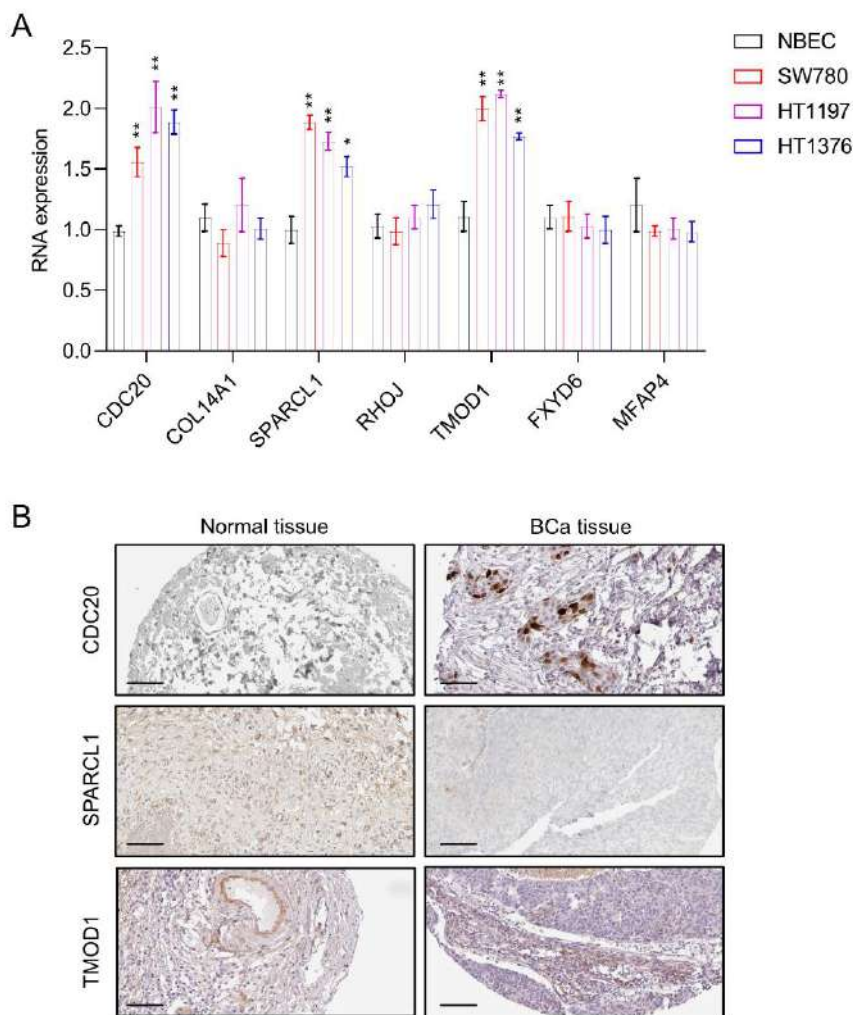 A
NBEC
SW780
HT1197
HT1376
RNA expression
2.5
2.0
1.5
1.0
0.5
0.0
**
**
**
**
**
*
**
**
**
CDC20
COL14A1
SPARCL1
RHOJ
TMOD1
FXYD6
MFAP4
B
Normal tissue
BCa tissue
CDC20
SPARCL1
TMOD1